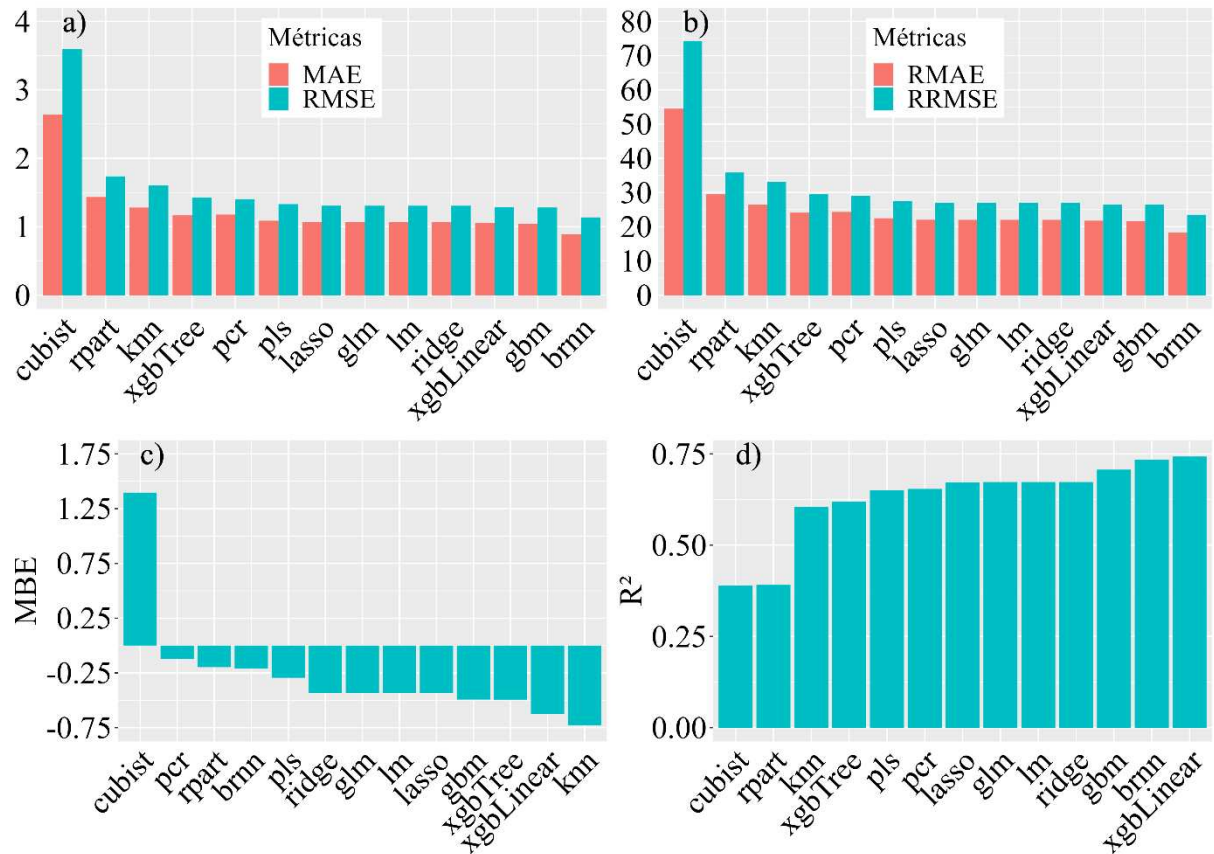 a)
4
3
2
1
0
Métricas
MAE
RMSE
cubist
rpart
knn
xgbTree
pcr
pls
lasso
glm
lm
ridge
xgbLinear
gbm
brnn
b)
80
70
60
50
40
30
20
10
0
Métricas
RMAE
RRMSE
cubist
rpart
knn
xgbTree
pcr
pls
lasso
glm
lm
ridge
xgbLinear
gbm
brnn
c)
MBE
1.75
1.25
0.75
0.25
-0.25
-0.75
cubist
pcr
rpart
brnn
pls
ridge
glm
lm
lasso
gbm
xgbTree
xgbLinear
knn
d)
R²
0.75
0.50
0.25
0.00
cubist
rpart
knn
xgbTree
pls
pcr
lasso
glm
lm
ridge
gbm
brnn
xgbLinear